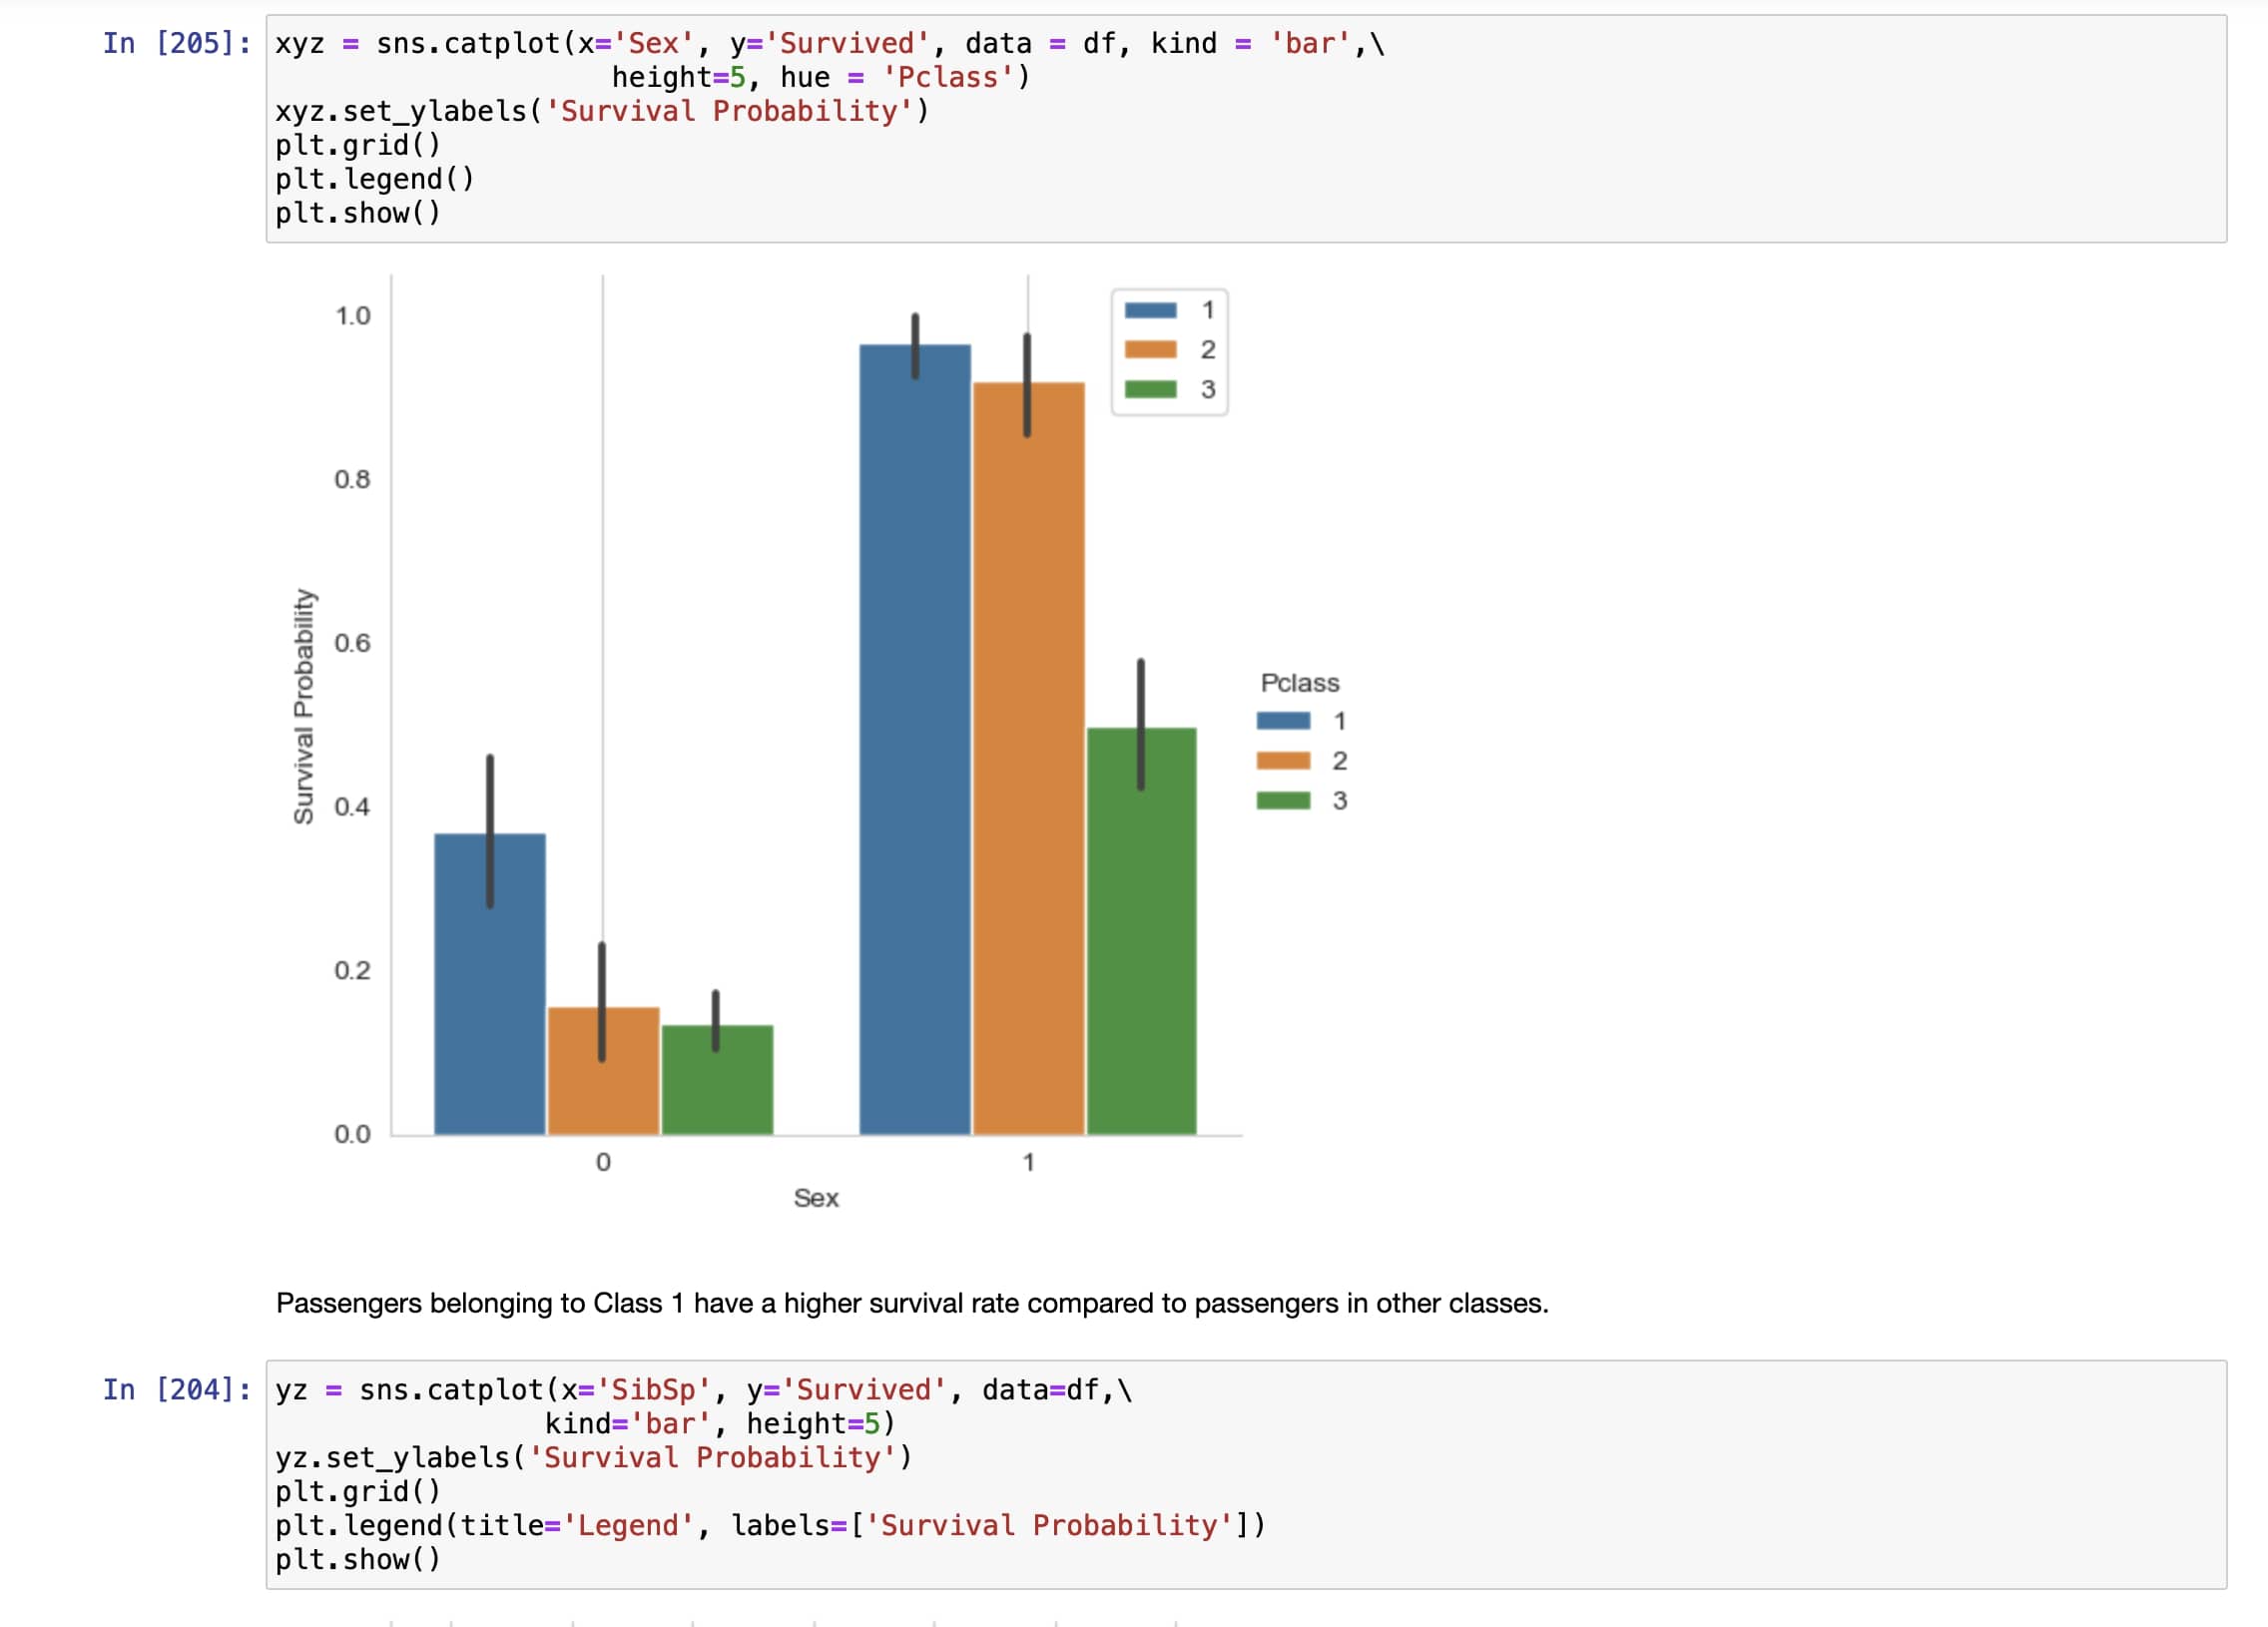 In [205]: xyz = sns.catplot(x='Sex', y='Survived', data = df, kind = 'bar',\
height=5, hue = 'Pclass')
xyz.set_ylabels('Survival Probability')
plt.grid()
plt.legend()
plt.show()
1.0
0.8
0.6
0.4
0.2
0.0
Survival Probability
0 1
Sex
1
2
3
Pclass
1
2
3
Passengers belonging to Class 1 have a higher survival rate compared to passengers in other classes.
In [204]: yz = sns.catplot(x='SibSp', y='Survived', data=df,\
kind='bar', height=5)
yz.set_ylabels('Survival Probability')
plt.grid()
plt.legend(title='Legend', labels=['Survival Probability'])
plt.show()